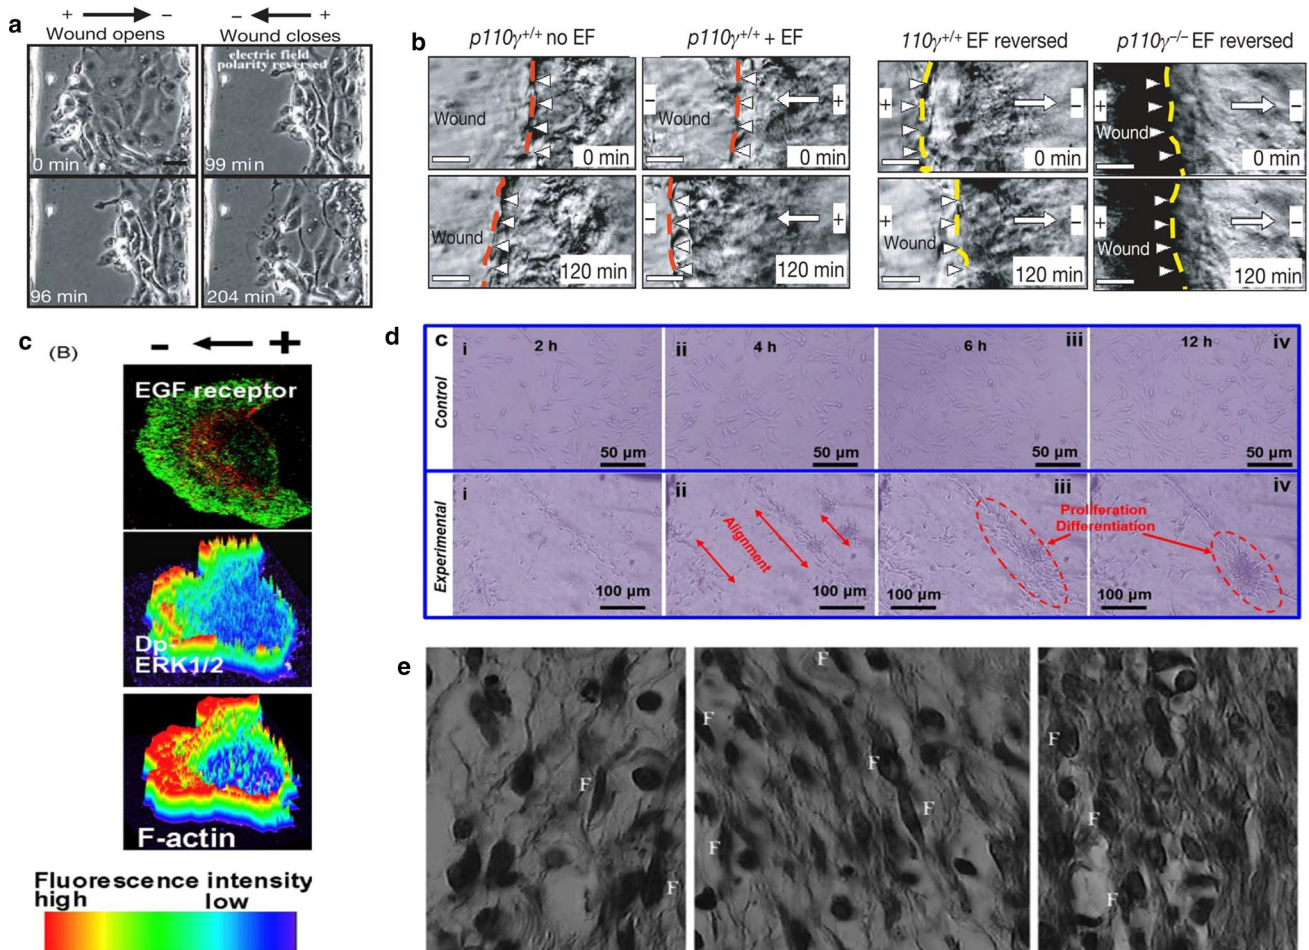 a
+ −
Wound opens
− +
Wound closes
electric field
polarity reversed
0 min
99 min
96 min
204 min
b
p110γ+/+ no EF
p110γ+/+ + EF
110γ+/+ EF reversed
p110γ−/− EF reversed
Wound
0 min
−
Wound
+
0 min
+
−
0 min
+
Wound
−
0 min
Wound
120 min
−
+
120 min
+
Wound
−
120 min
+
Wound
−
120 min
c
(B)
- +
EGF receptor
Dp-
ERK1/2
F-actin
Fluorescence intensity
high low
d
c
Control
i
2 h
50 μm
ii
4 h
50 μm
6 h
iii
50 μm
12 h
iv
50 μm
Experimental
i
100 μm
ii
Alignment
100 μm
iii
100 μm
Proliferation
Differentiation
iv
100 μm
e
F
F
F
F
F
F
F
F
F
F